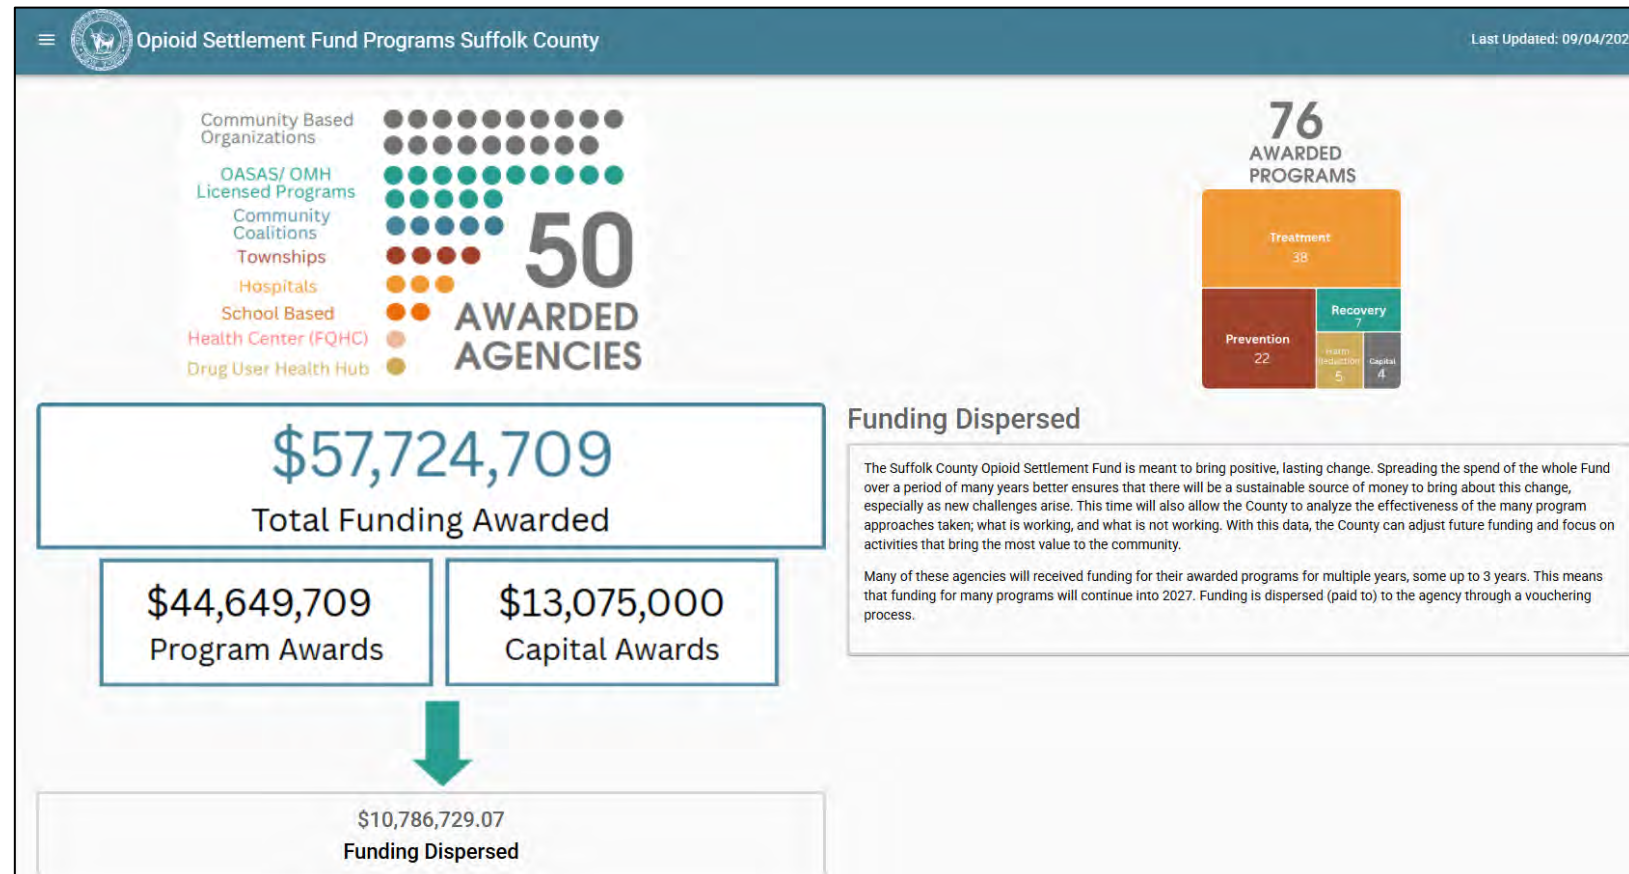 Opioid Settlement Fund Programs Suffolk County
Last Updated: 09/04/202
Community Based
Organizations
OASAS/ OMH
Licensed Programs
Community
Coalitions
Townships
Hospitals
School Based
Health Center (FQHC)
Drug User Health Hub
50
AWARDED
AGENCIES
76
AWARDED
PROGRAMS
Treatment
38
Prevention
22
Recovery
7
Harm
Reduction
5
Capital
4
$57,724,709
Total Funding Awarded
$44,649,709
Program Awards
$13,075,000
Capital Awards
$10,786,729.07
Funding Dispersed
Funding Dispersed
The Suffolk County Opioid Settlement Fund is meant to bring positive, lasting change. Spreading the spend of the whole Fund
over a period of many years better ensures that there will be a sustainable source of money to bring about this change,
especially as new challenges arise. This time will also allow the County to analyze the effectiveness of the many program
approaches taken; what is working, and what is not working. With this data, the County can adjust future funding and focus on
activities that bring the most value to the community.
Many of these agencies will received funding for their awarded programs for multiple years, some up to 3 years. This means
that funding for many programs will continue into 2027. Funding is dispersed (paid to) to the agency through a vouchering
process.